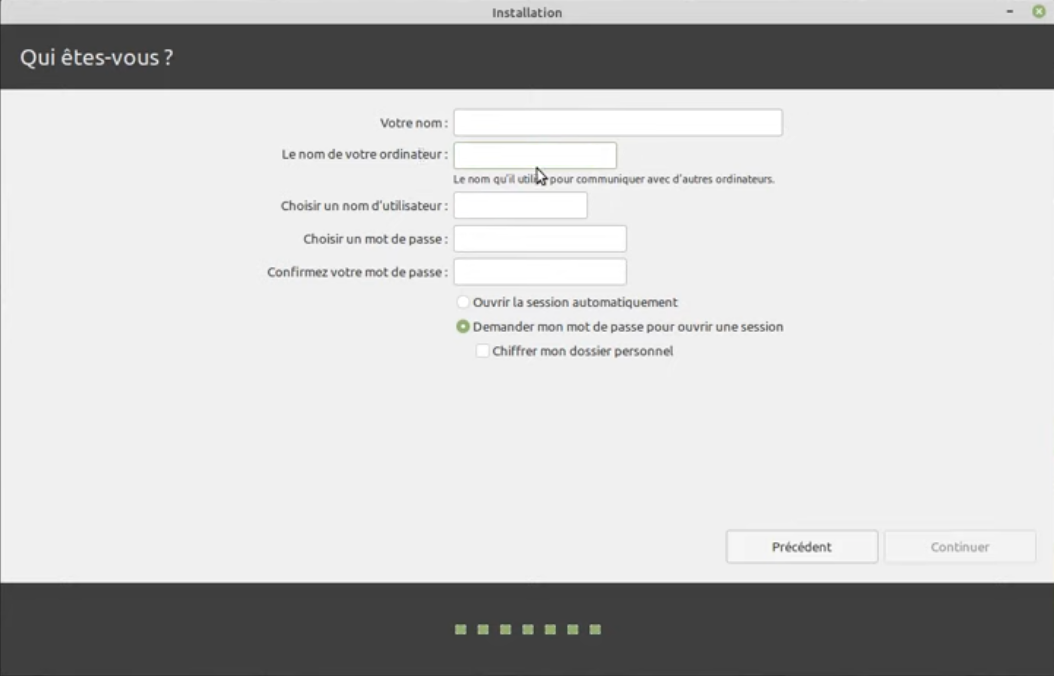 Installation
Qui êtes-vous ?
Votre nom :
Le nom de votre ordinateur :
Le nom qu'il utilise pour communiquer avec d'autres ordinateurs.
Choisir un nom d'utilisateur :
Choisir un mot de passe :
Confirmez votre mot de passe :
Ouvrir la session automatiquement
Demander mon mot de passe pour ouvrir une session
Chiffrer mon dossier personnel
Précédent
Continuer